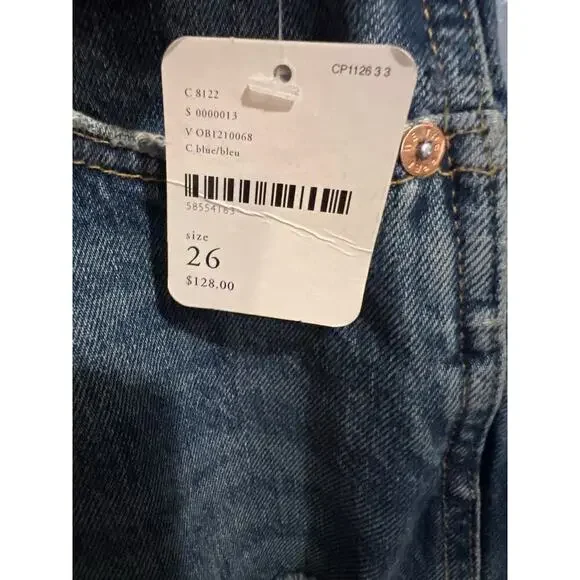 CP1126 3 3
C 8122
S 0000013
V OB1210068
C blue/bleu
58554183
size
26
$128.00